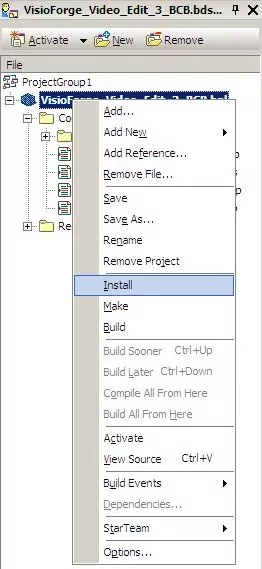 VisioForge_Video_Edit_3_BCB.bds...
Activate New Remove
File
ProjectGroup1
VisioForge_Video_Edit_3_BCB.bpl
Co
Re
Add...
Add New
Add Reference...
Remove File...
Save
Save As...
Rename
Remove Project
Install
Make
Build
Build Sooner Ctrl+Up
Build Later Ctrl+Down
Compile All From Here
Build All From Here
Activate
View Source Ctrl+V
Build Events
Dependencies...
StarTeam
Options...